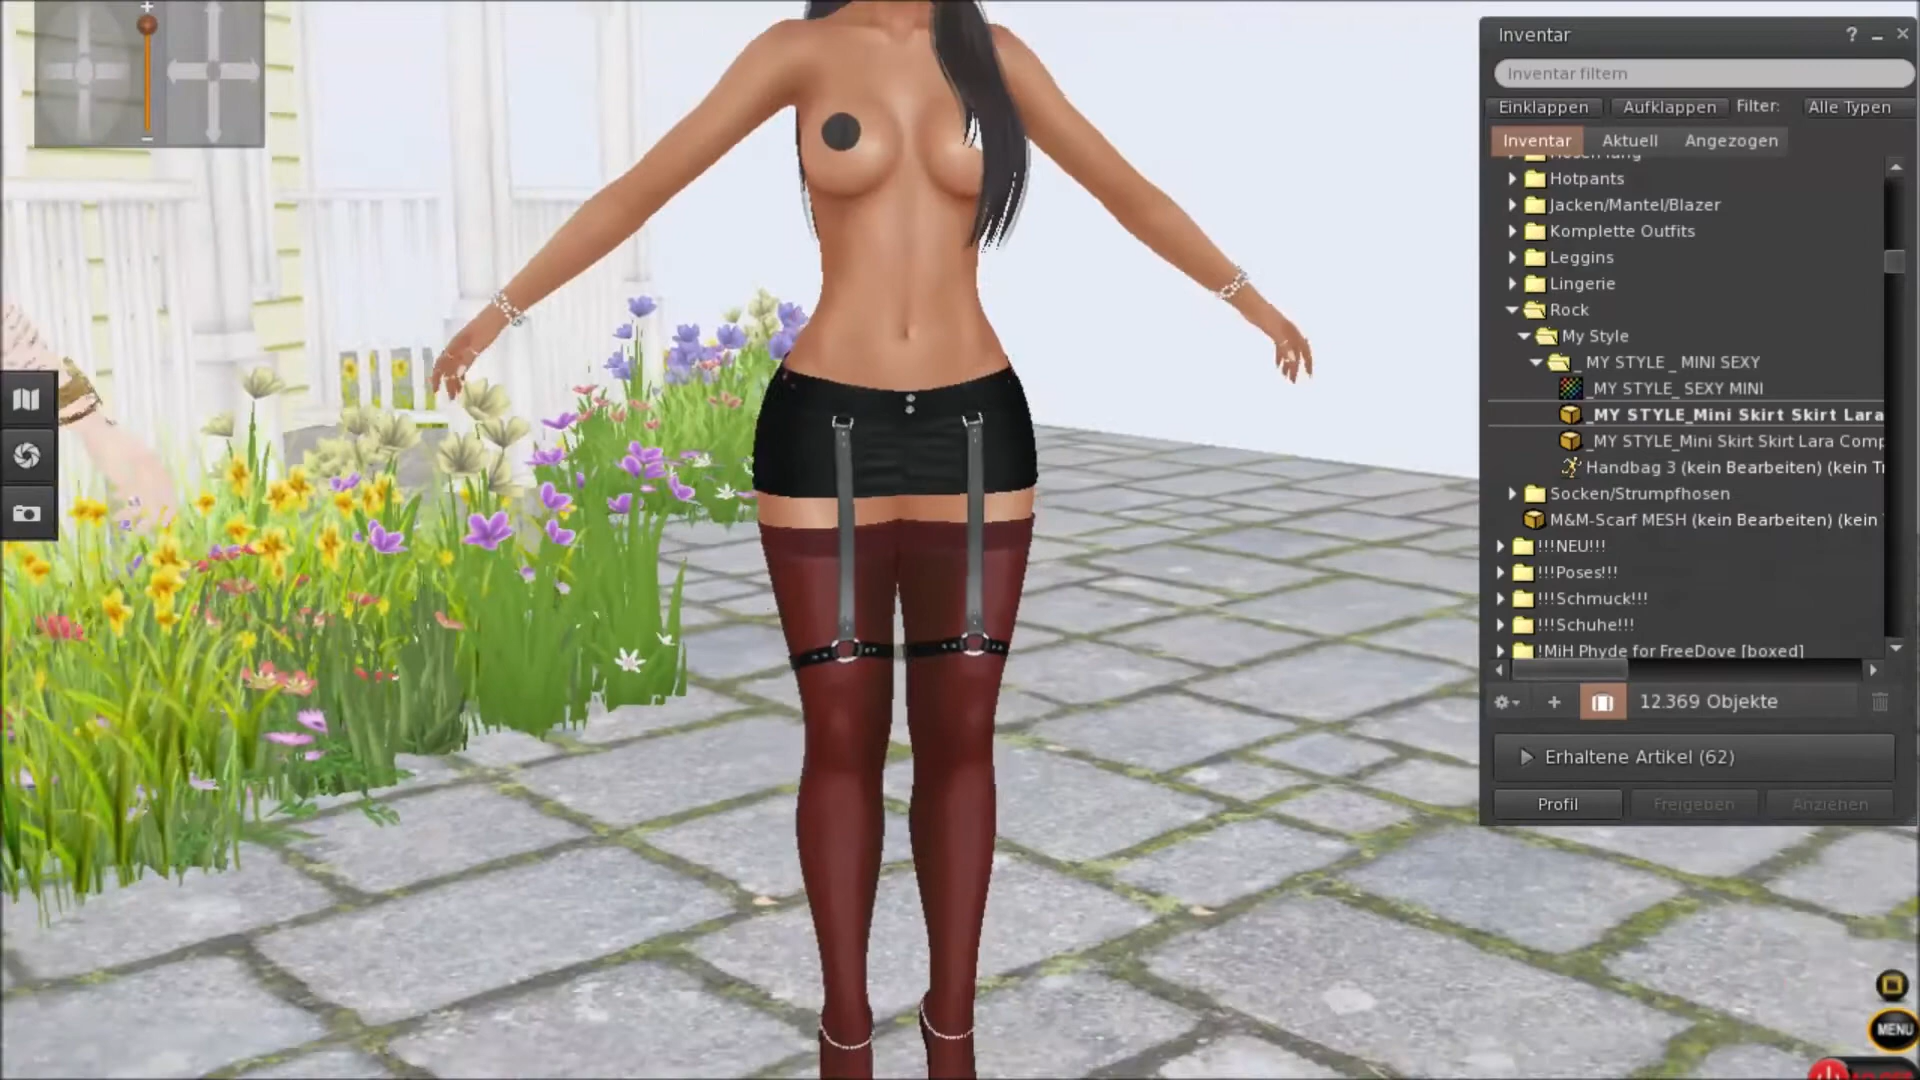 Inventar
Inventar filtern
Einklappen Aufklappen Filter: Alle Typen
Inventar Aktuell Angezogen
Hotpants
Jacken/Mantel/Blazer
Komplette Outfits
Leggins
Lingerie
Rock
My Style
_ MY STYLE _ MINI SEXY
_MY STYLE_ SEXY MINI
_MY STYLE_Mini Skirt Skirt Lara
_MY STYLE_Mini Skirt Skirt Lara Comp
Handbag 3 (kein Bearbeiten) (kein Tr
Socken/Strumpfhosen
M&M-Scarf MESH (kein Bearbeiten) (kein
!!!NEU!!!
!!!Poses!!!
!!!Schmuck!!!
!!!Schuhe!!!
!MiH Phyde for FreeDove [boxed]
12.369 Objekte
Erhaltene Artikel (62)
Profil Freigeben Anziehen
MENU